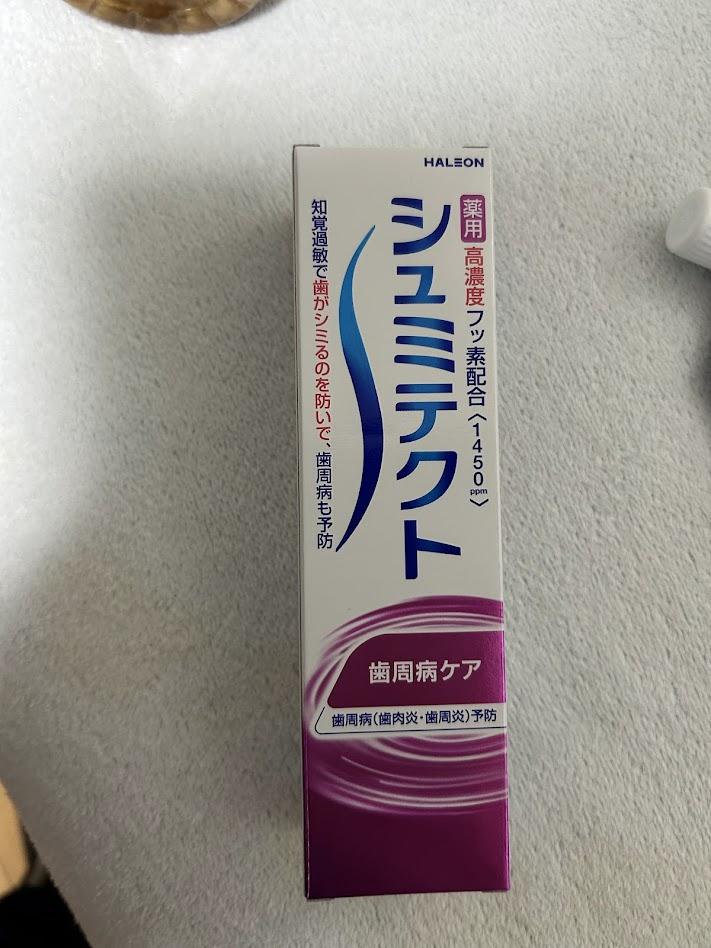 HALEON
薬用
高濃度フッ素配合〈1450ppm〉
シュミテクト
知覚過敏で歯がシミるのを防いで、歯周病も予防
歯周病ケア
歯周病(歯肉炎・歯周炎)予防